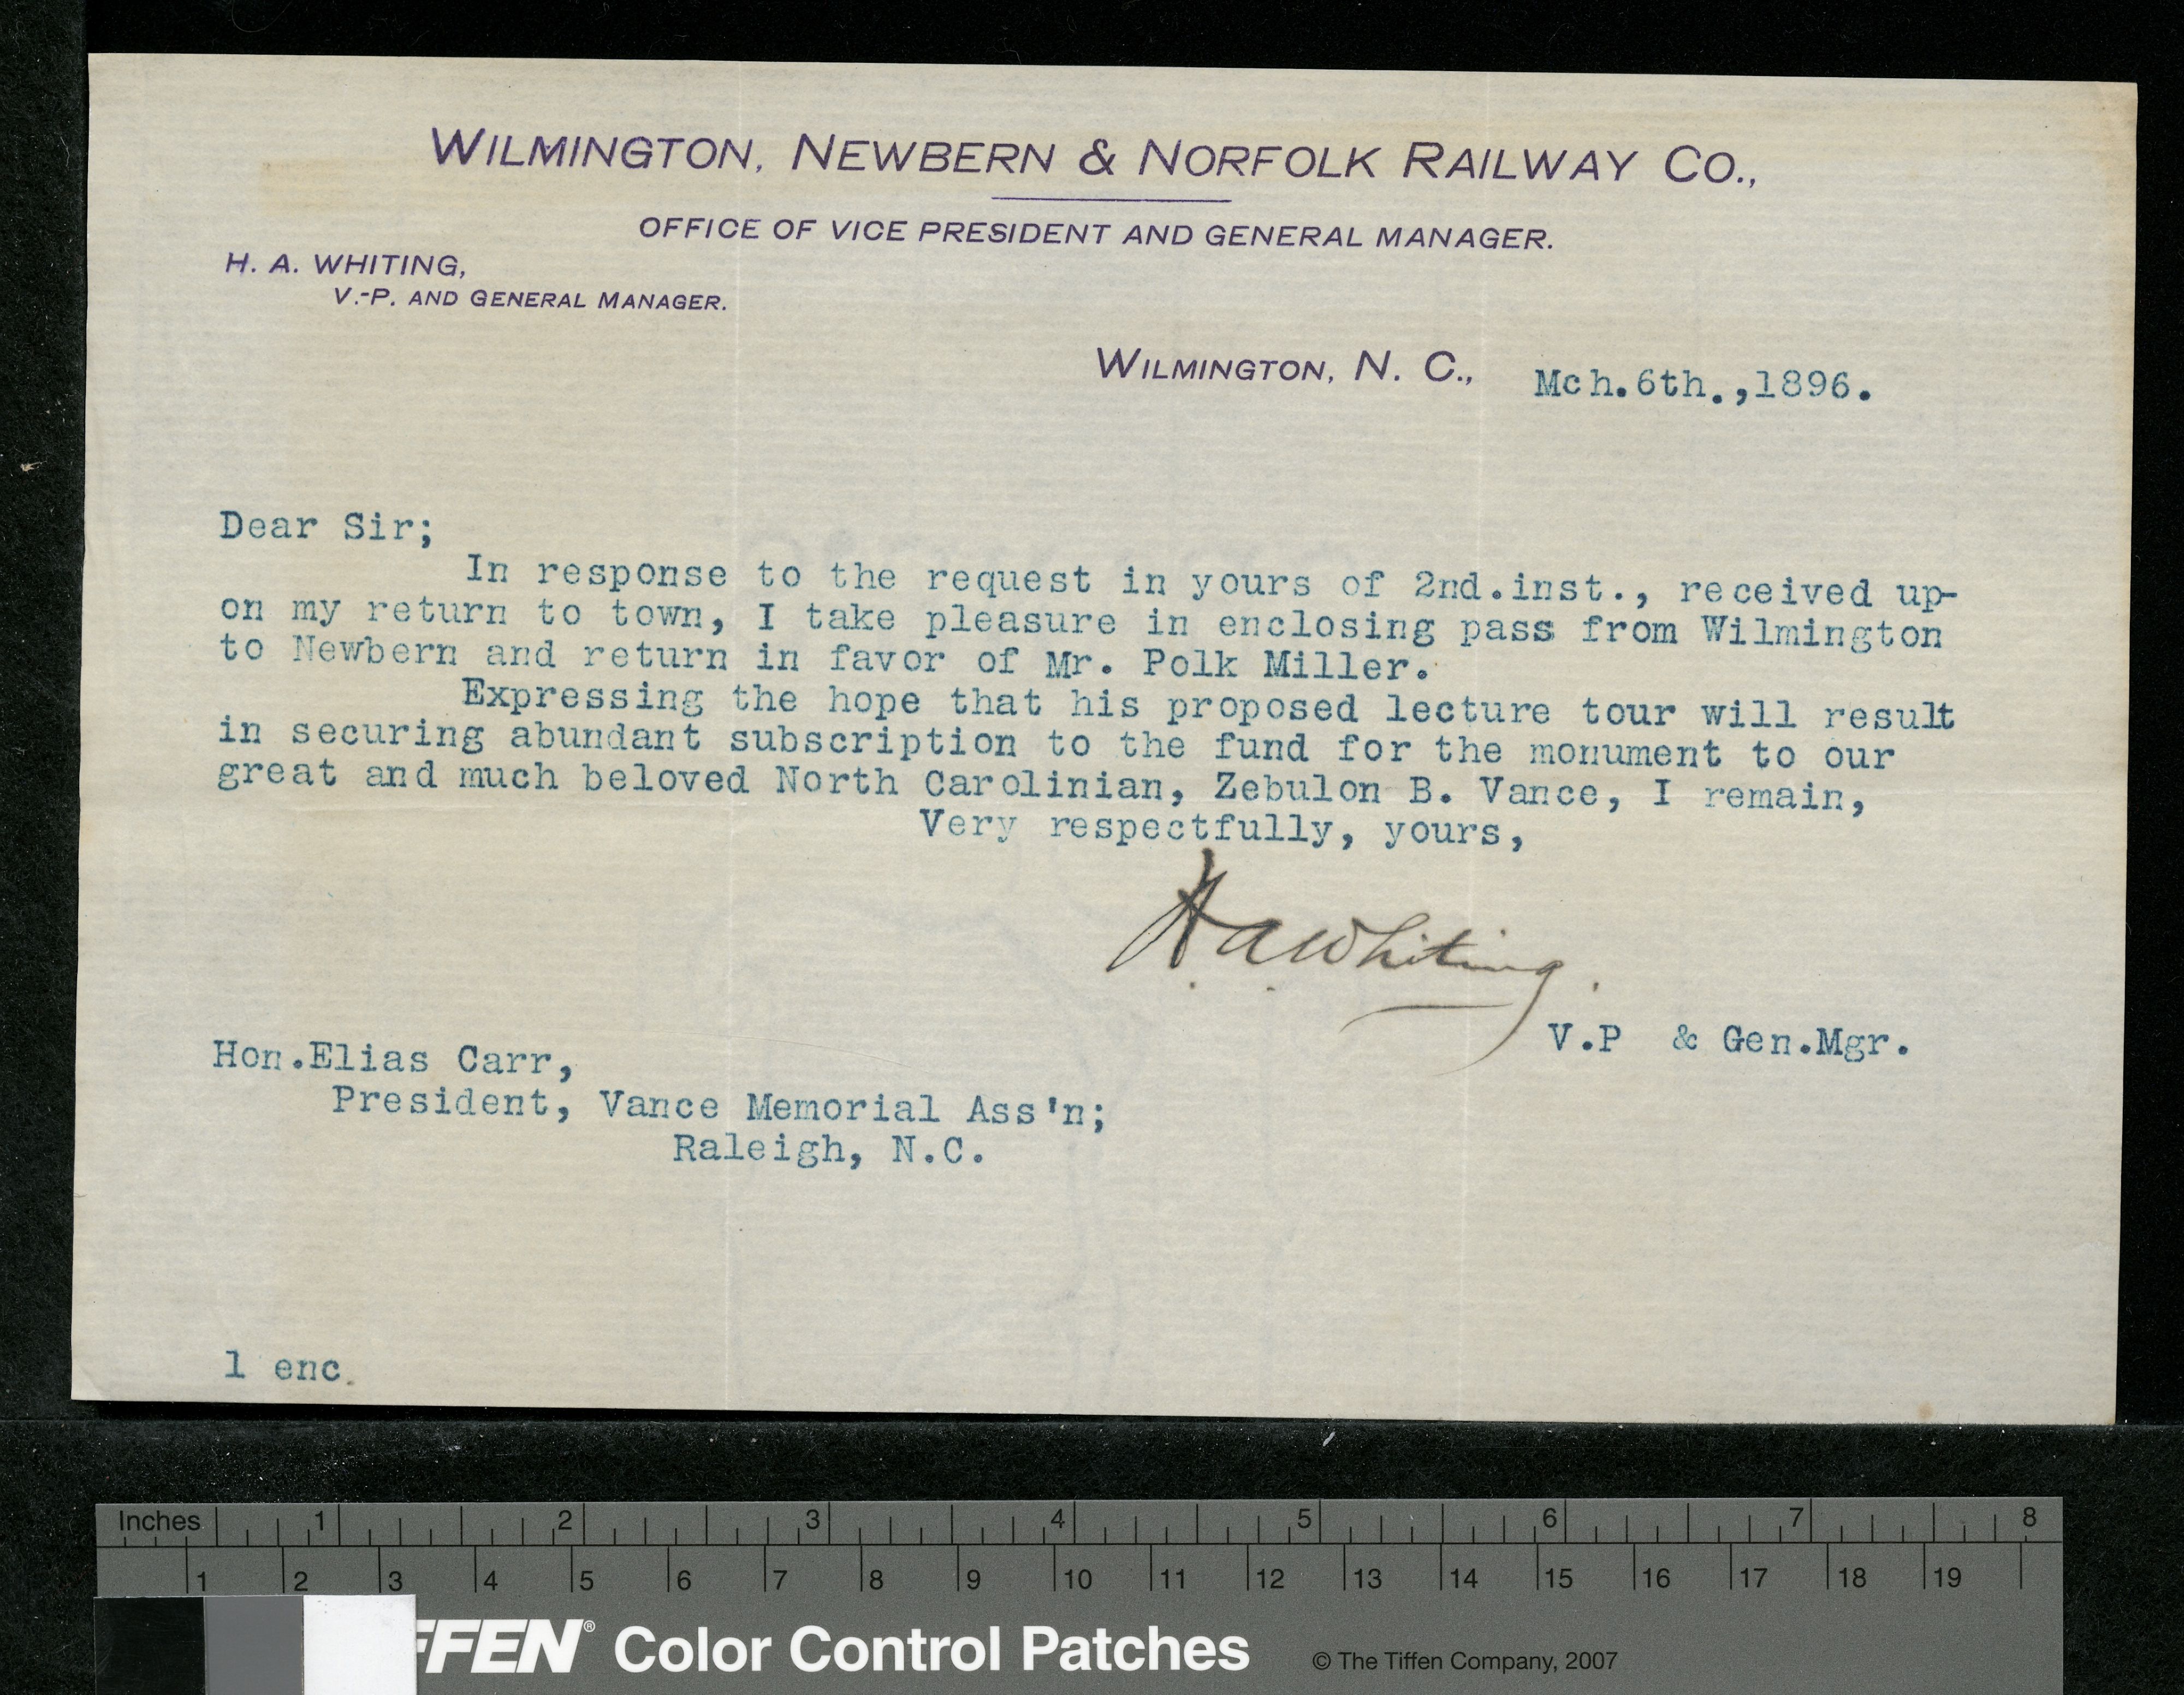 WILMINGTON, NEWBERN & NORFOLK RAILWAY CO.,
OFFICE OF VICE PRESIDENT AND GENERAL MANAGER.
H. A. WHITING,
V.-P. AND GENERAL MANAGER.
WILMINGTON, N. C., Mch.6th.,1896.
Dear Sir;
In response to the request in yours of 2nd.inst., received up-
on my return to town, I take pleasure in enclosing pass from Wilmington
to Newbern and return in favor of Mr. Polk Miller.
Expressing the hope that his proposed lecture tour will result
in securing abundant subscription to the fund for the monument to our
great and much beloved North Carolinian, Zebulon B. Vance, I remain,
Very respectfully, yours,
H A Whiting.
V.P & Gen.Mgr.
Hon.Elias Carr,
President, Vance Memorial Ass'n;
Raleigh, N.C.
1 enc.
Inches 1 2 3 4 5 6 7 8
1 2 3 4 5 6 7 8 9 10 11 12 13 14 15 16 17 18 19
FFEN® Color Control Patches © The Tiffen Company, 2007